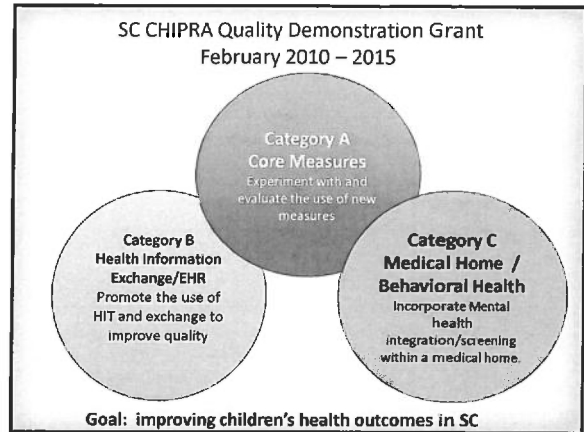 SC CHIPRA Quality Demonstration Grant
February 2010 – 2015
Category A
Core Measures
Experiment with and
evaluate the use of new
measures
Category B
Health Information
Exchange/EHR
Promote the use of
HIT and exchange to
improve quality
Category C
Medical Home /
Behavioral Health
Incorporate Mental
health
integration/screening
within a medical home.
Goal: improving children's health outcomes in SC